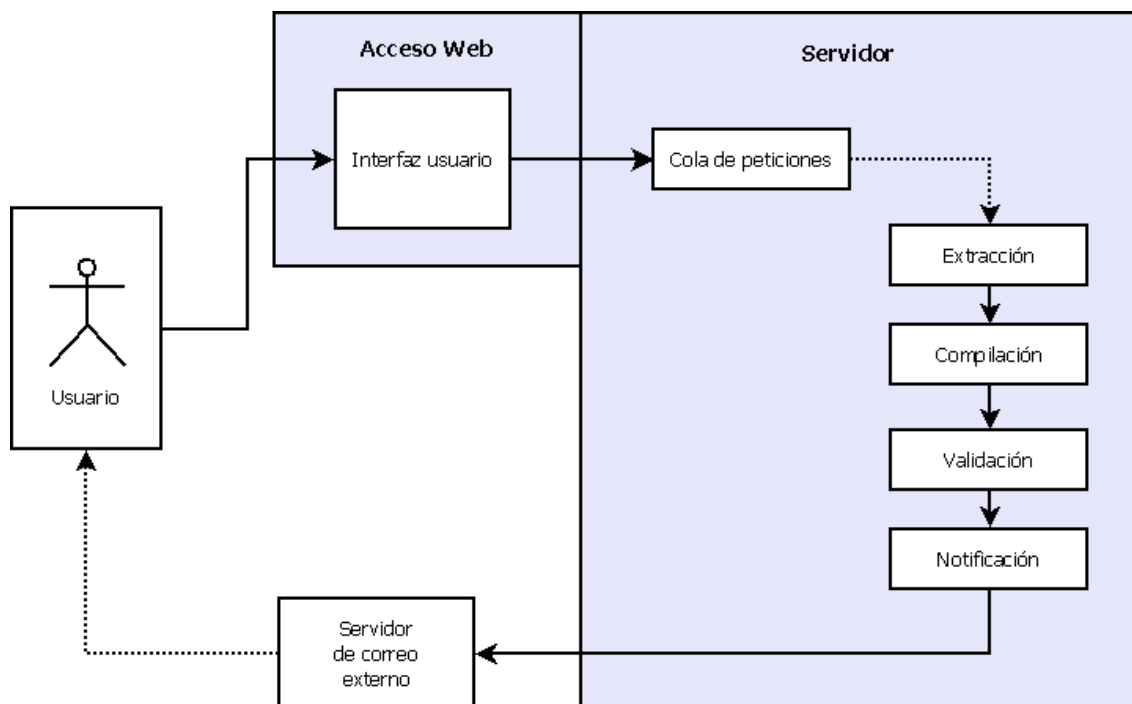 Acceso Web
Servidor
Interfaz usuario
Cola de peticiones
Extracción
Compilación
Validación
Notificación
Usuario
Servidor
de correo
externo